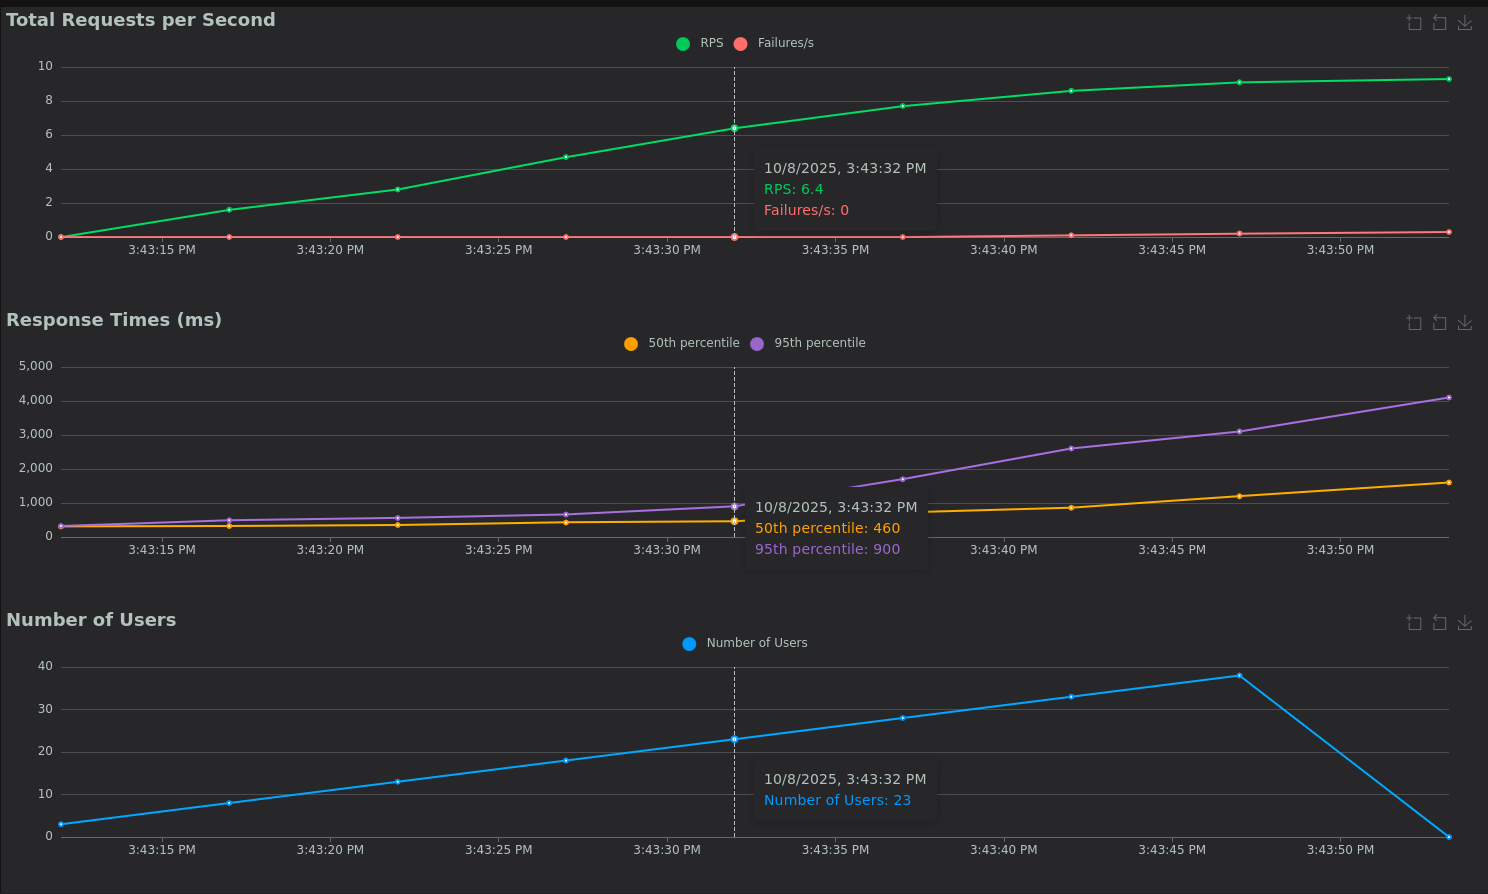 Total Requests per Second
RPS Failures/s
10
8
6
4
2
0
10/8/2025, 3:43:32 PM
RPS: 6.4
Failures/s: 0
3:43:15 PM 3:43:20 PM 3:43:25 PM 3:43:30 PM 3:43:35 PM 3:43:40 PM 3:43:45 PM 3:43:50 PM
Response Times (ms)
50th percentile 95th percentile
5,000
4,000
3,000
2,000
1,000
0
10/8/2025, 3:43:32 PM
50th percentile: 460
95th percentile: 900
3:43:15 PM 3:43:20 PM 3:43:25 PM 3:43:30 PM 3:43:40 PM 3:43:45 PM 3:43:50 PM
Number of Users
Number of Users
40
30
20
10
0
10/8/2025, 3:43:32 PM
Number of Users: 23
3:43:15 PM 3:43:20 PM 3:43:25 PM 3:43:30 PM 3:43:35 PM 3:43:40 PM 3:43:45 PM 3:43:50 PM